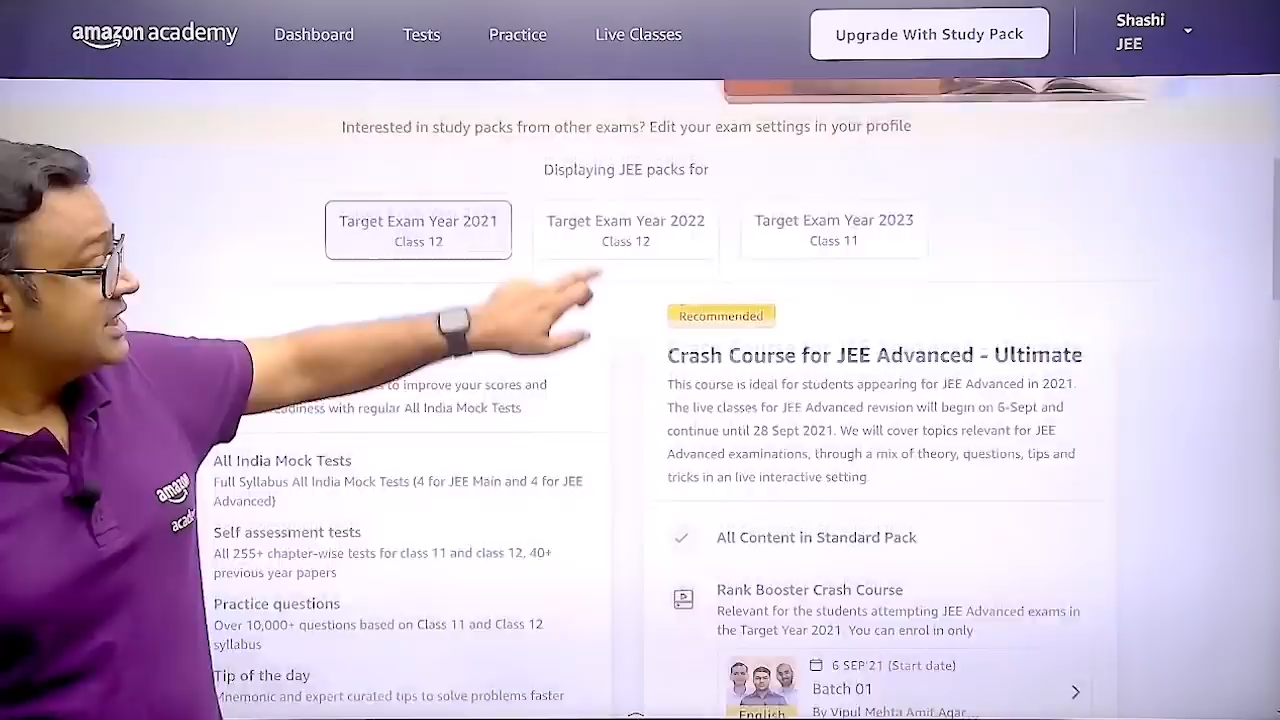 amazon academy
Dashboard
Tests
Practice
Live Classes
Upgrade With Study Pack
Shashi
JEE
Interested in study packs from other exams? Edit your exam settings in your profile
Displaying JEE packs for
Target Exam Year 2021
Class 12
Target Exam Year 2022
Class 12
Target Exam Year 2023
Class 11
to improve your scores and
with regular All India Mock Tests
All India Mock Tests
Full Syllabus All India Mock Tests (4 for JEE Main and 4 for JEE
Advanced)
Self assessment tests
All 255+ chapter-wise tests for class 11 and class 12, 40+
previous year papers
Practice questions
Over 10,000+ questions based on Class 11 and Class 12
syllabus
Tip of the day
Mnemonic and expert curated tips to solve problems faster
Recommended
Crash Course for JEE Advanced - Ultimate
This course is ideal for students appearing for JEE Advanced in 2021.
The live classes for JEE Advanced revision will begin on 6-Sept and
continue until 28 Sept 2021. We will cover topics relevant for JEE
Advanced examinations, through a mix of theory, questions, tips and
tricks in an live interactive setting
All Content in Standard Pack
Rank Booster Crash Course
Relevant for the students attempting JEE Advanced exams in
the Target Year 2021. You can enrol in only
6 SEP'21 (Start date)
Batch 01
By Vipul Mehta Amit Agar...
English
amazon